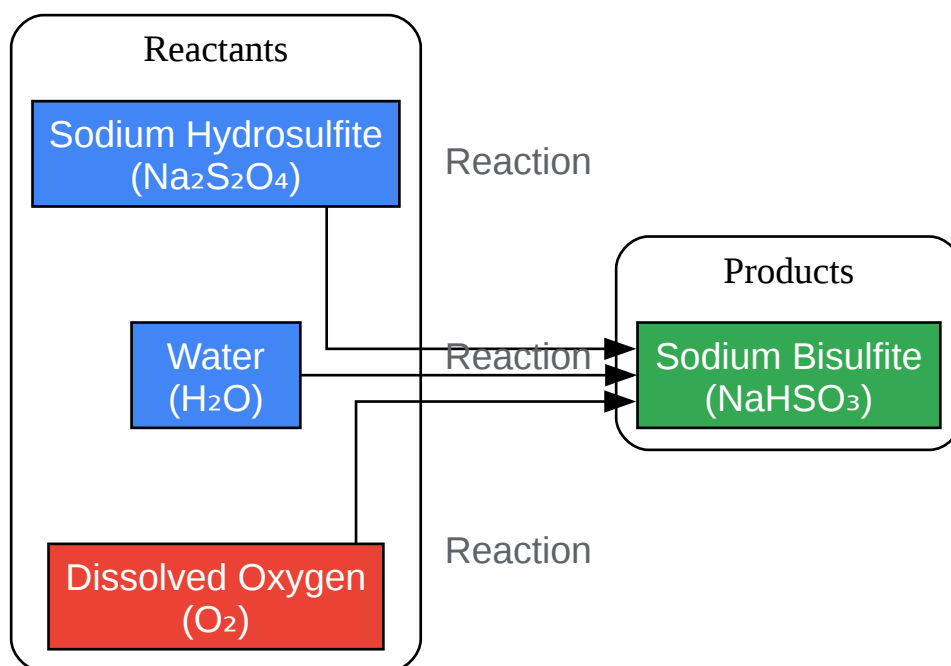 Reactants
Sodium Hydrosulfite
(Na₂S₂O₄)
Reaction
Products
Water
(H₂O)
Reaction
Sodium Bisulfite
(NaHSO₃)
Reaction
Dissolved Oxygen
(O₂)